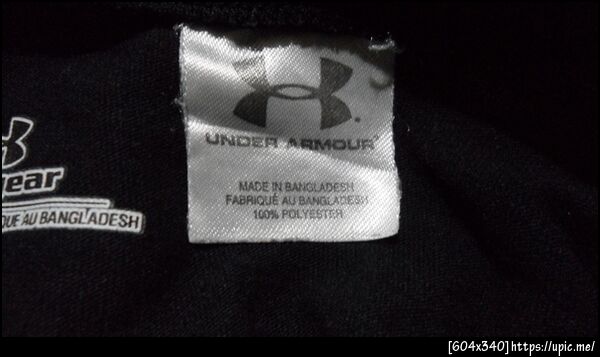 UNDER ARMOUR
MADE IN BANGLADESH
FABRIQUÉ AU BANGLADESH
100% POLYESTER
ear
QUE AU BANGLADESH
[604x340]https://upic.me/